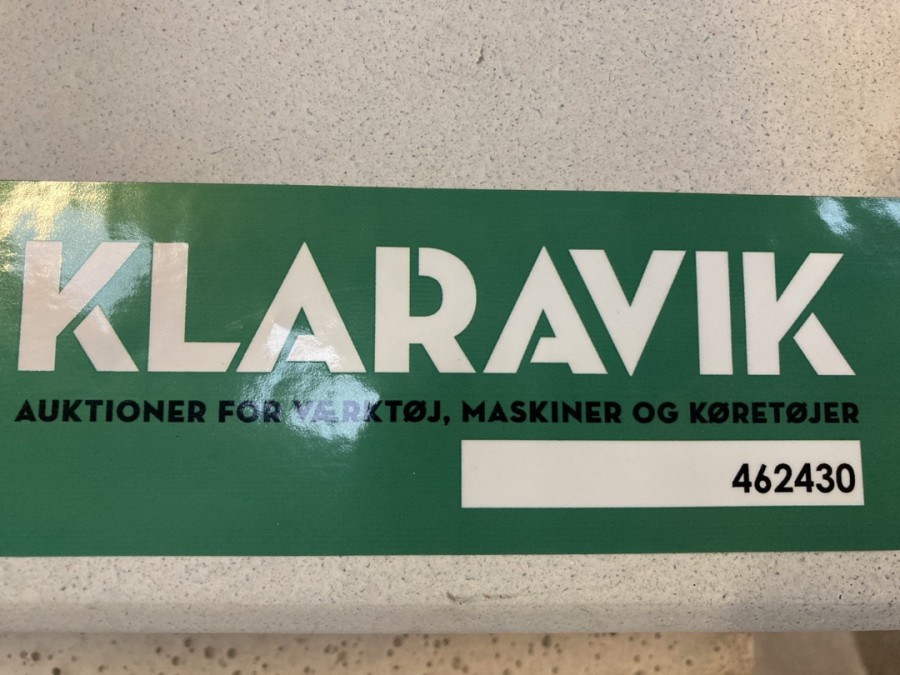 KLARAVIK
AUKTIONER FOR VÆRKTØJ, MASKINER OG KØRETØJER
462430